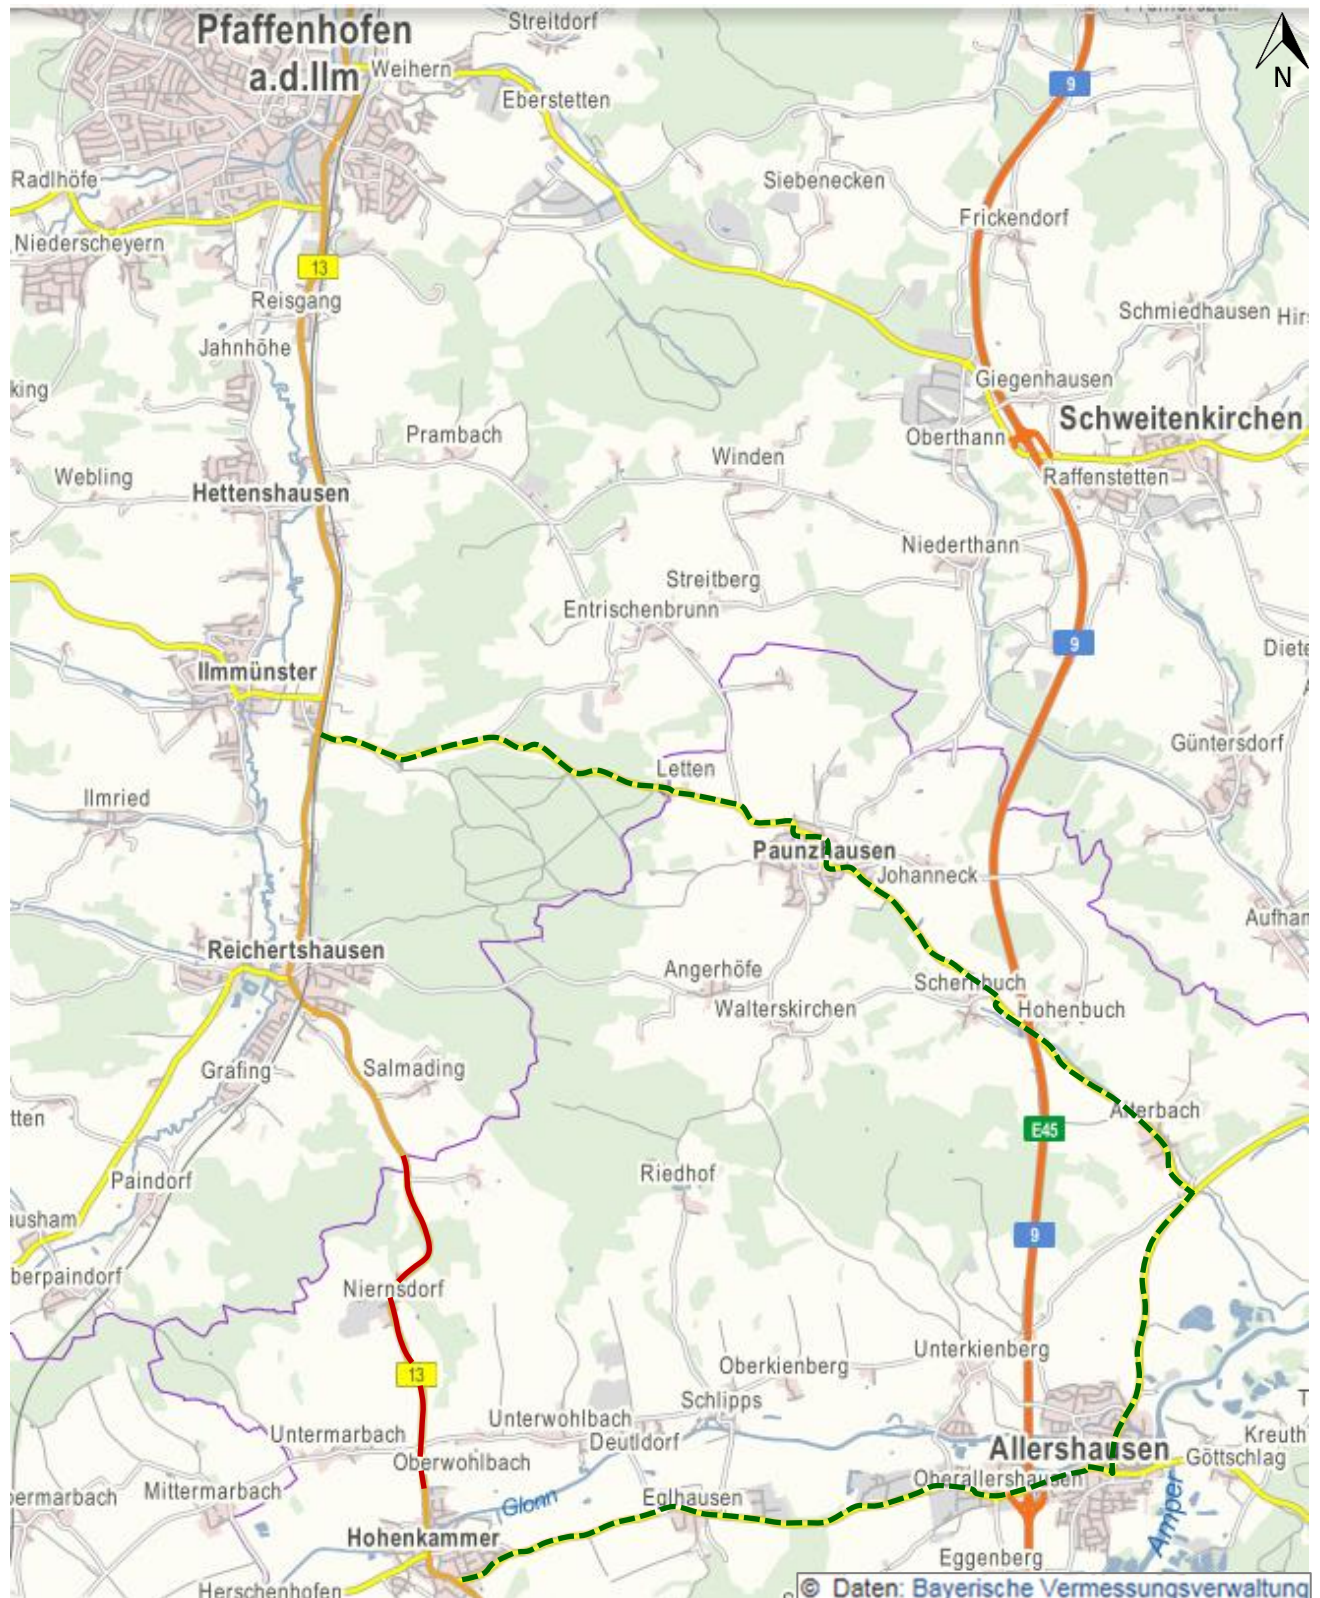 Pfaffenhofen
a.d.Ilm
Streitdorf
Weihern
Eberstetten
9
N
Radlhöfe
Siebenecken
Frickendorf
Niederscheyern
13
Reisgang
Jahnhöhe
Schmiedhausen
Giegenhausen
Schweitenkirchen
Prambach
Oberthann
Winden
Webling
Raffenstetten
Hettenshausen
Niederthann
Streitberg
Entrischenbrunn
9
Ilmmünster
Güntersdorf
Letten
Ilmried
Paunzhausen
Johanneck
Reichertshausen
Angerhöfe
Schernbuch
Walterskirchen
Hohenbuch
Grafing
Salmading
Aiterbach
E45
Riedhof
Paindorf
9
Niernsdorf
Unterkienberg
Oberkienberg
13
Schlipps
Unterwohlbach
Untermarbach
Deutldorf
Kreuth
Allershausen
Göttschlag
Oberwohlbach
Oberallershausen
Mittermarbach
Eglhausen
Glonn
Amper
Hohenkammer
Eggenberg
Herschenhofen
© Daten: Bayerische Vermessungsverwaltung